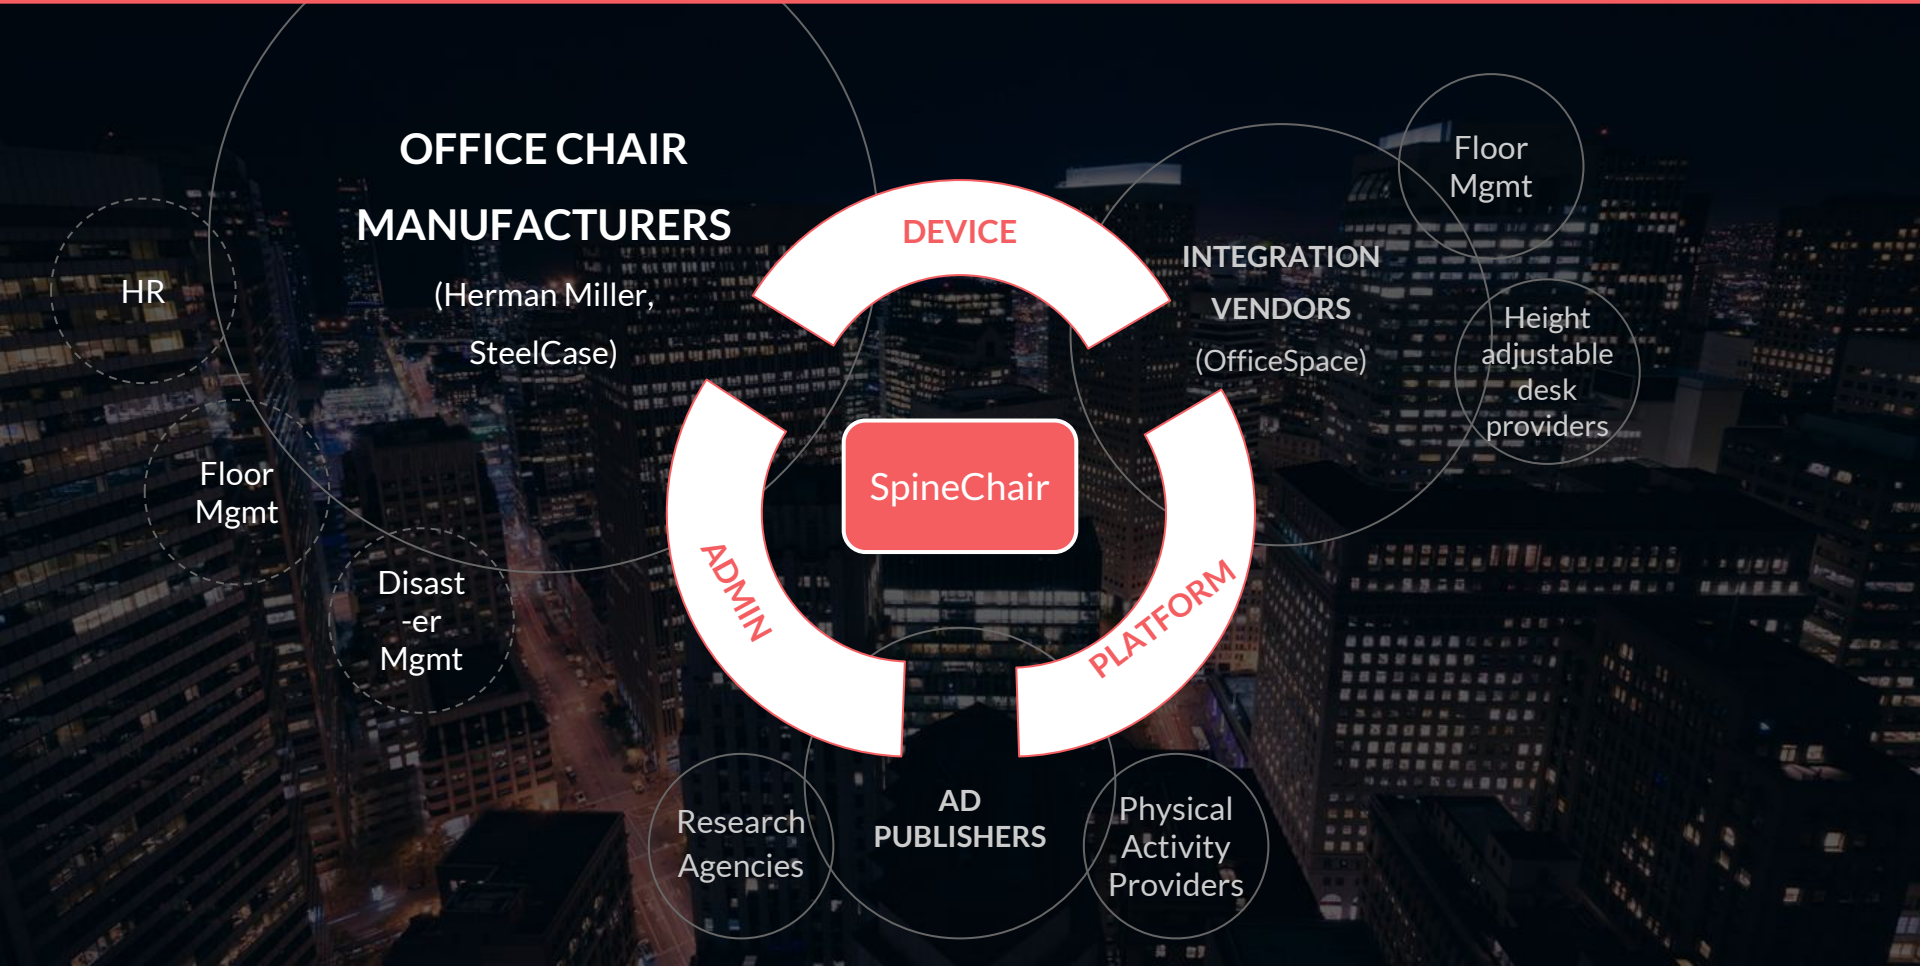 OFFICE CHAIR
MANUFACTURERS
(Herman Miller,
SteelCase)
HR
Floor
Mgmt
Disast
-er
Mgmt
DEVICE
ADMIN
PLATFORM
SpineChair
INTEGRATION
VENDORS
(OfficeSpace)
Floor
Mgmt
Height
adjustable
desk
providers
AD
PUBLISHERS
Research
Agencies
Physical
Activity
Providers